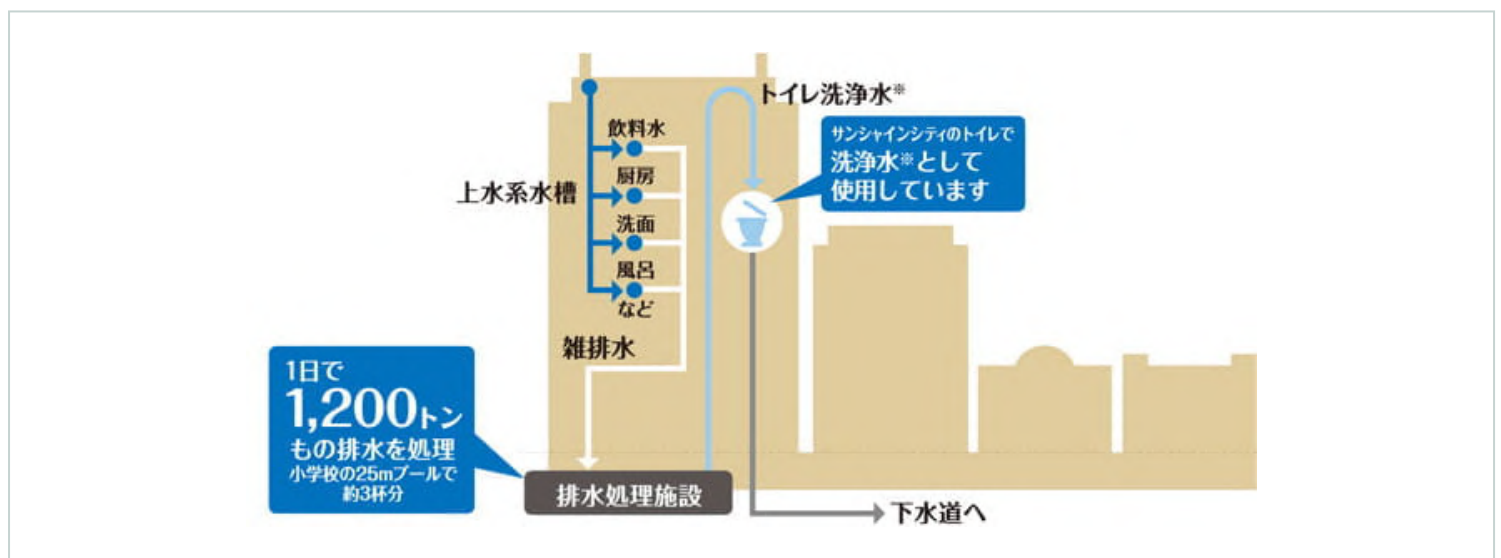 トイレ洗浄水※
サンシャインシティのトイレで
洗浄水※として
使用しています
飲料水
厨房
上水系水槽
洗面
風呂
など
雑排水
1日で
1,200トン
もの排水を処理
小学校の25mプールで
約3杯分
排水処理施設
下水道へ